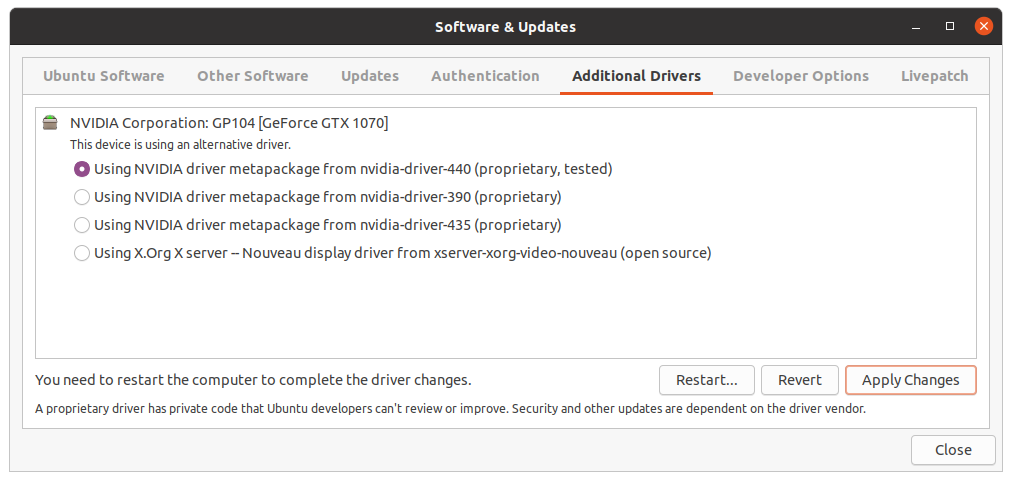 Software & Updates
Ubuntu Software Other Software Updates Authentication Additional Drivers Developer Options Livepatch
NVIDIA Corporation: GP104 [GeForce GTX 1070]
This device is using an alternative driver.
Using NVIDIA driver metapackage from nvidia-driver-440 (proprietary, tested)
Using NVIDIA driver metapackage from nvidia-driver-390 (proprietary)
Using NVIDIA driver metapackage from nvidia-driver-435 (proprietary)
Using X.Org X server -- Nouveau display driver from xserver-xorg-video-nouveau (open source)
You need to restart the computer to complete the driver changes. Restart... Revert Apply Changes
A proprietary driver has private code that Ubuntu developers can't review or improve. Security and other updates are dependent on the driver vendor.
Close